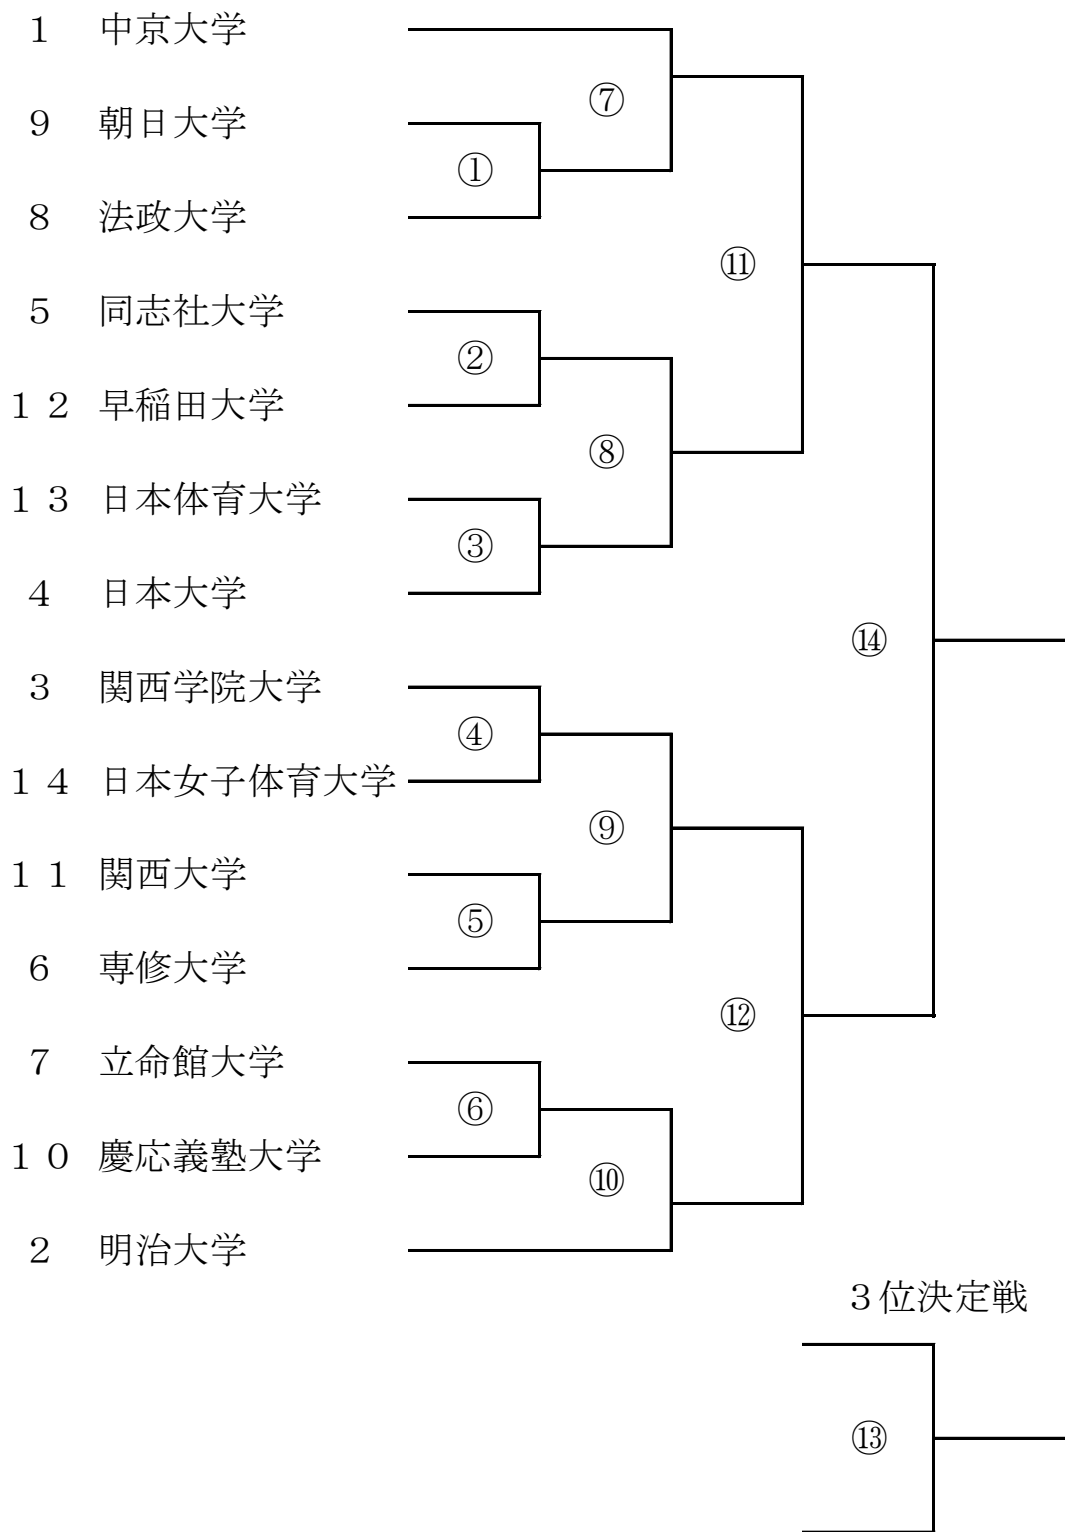 １ 中京大学
⑦
９ 朝日大学
①
８ 法政大学
⑪
５ 同志社大学
②
１２ 早稲田大学
⑧
１３ 日本体育大学
③
４ 日本大学
⑭
３ 関西学院大学
④
１４ 日本女子体育大学
⑨
１１ 関西大学
⑤
６ 専修大学
⑫
７ 立命館大学
⑥
１０ 慶応義塾大学
⑩
２ 明治大学
３位決定戦
⑬